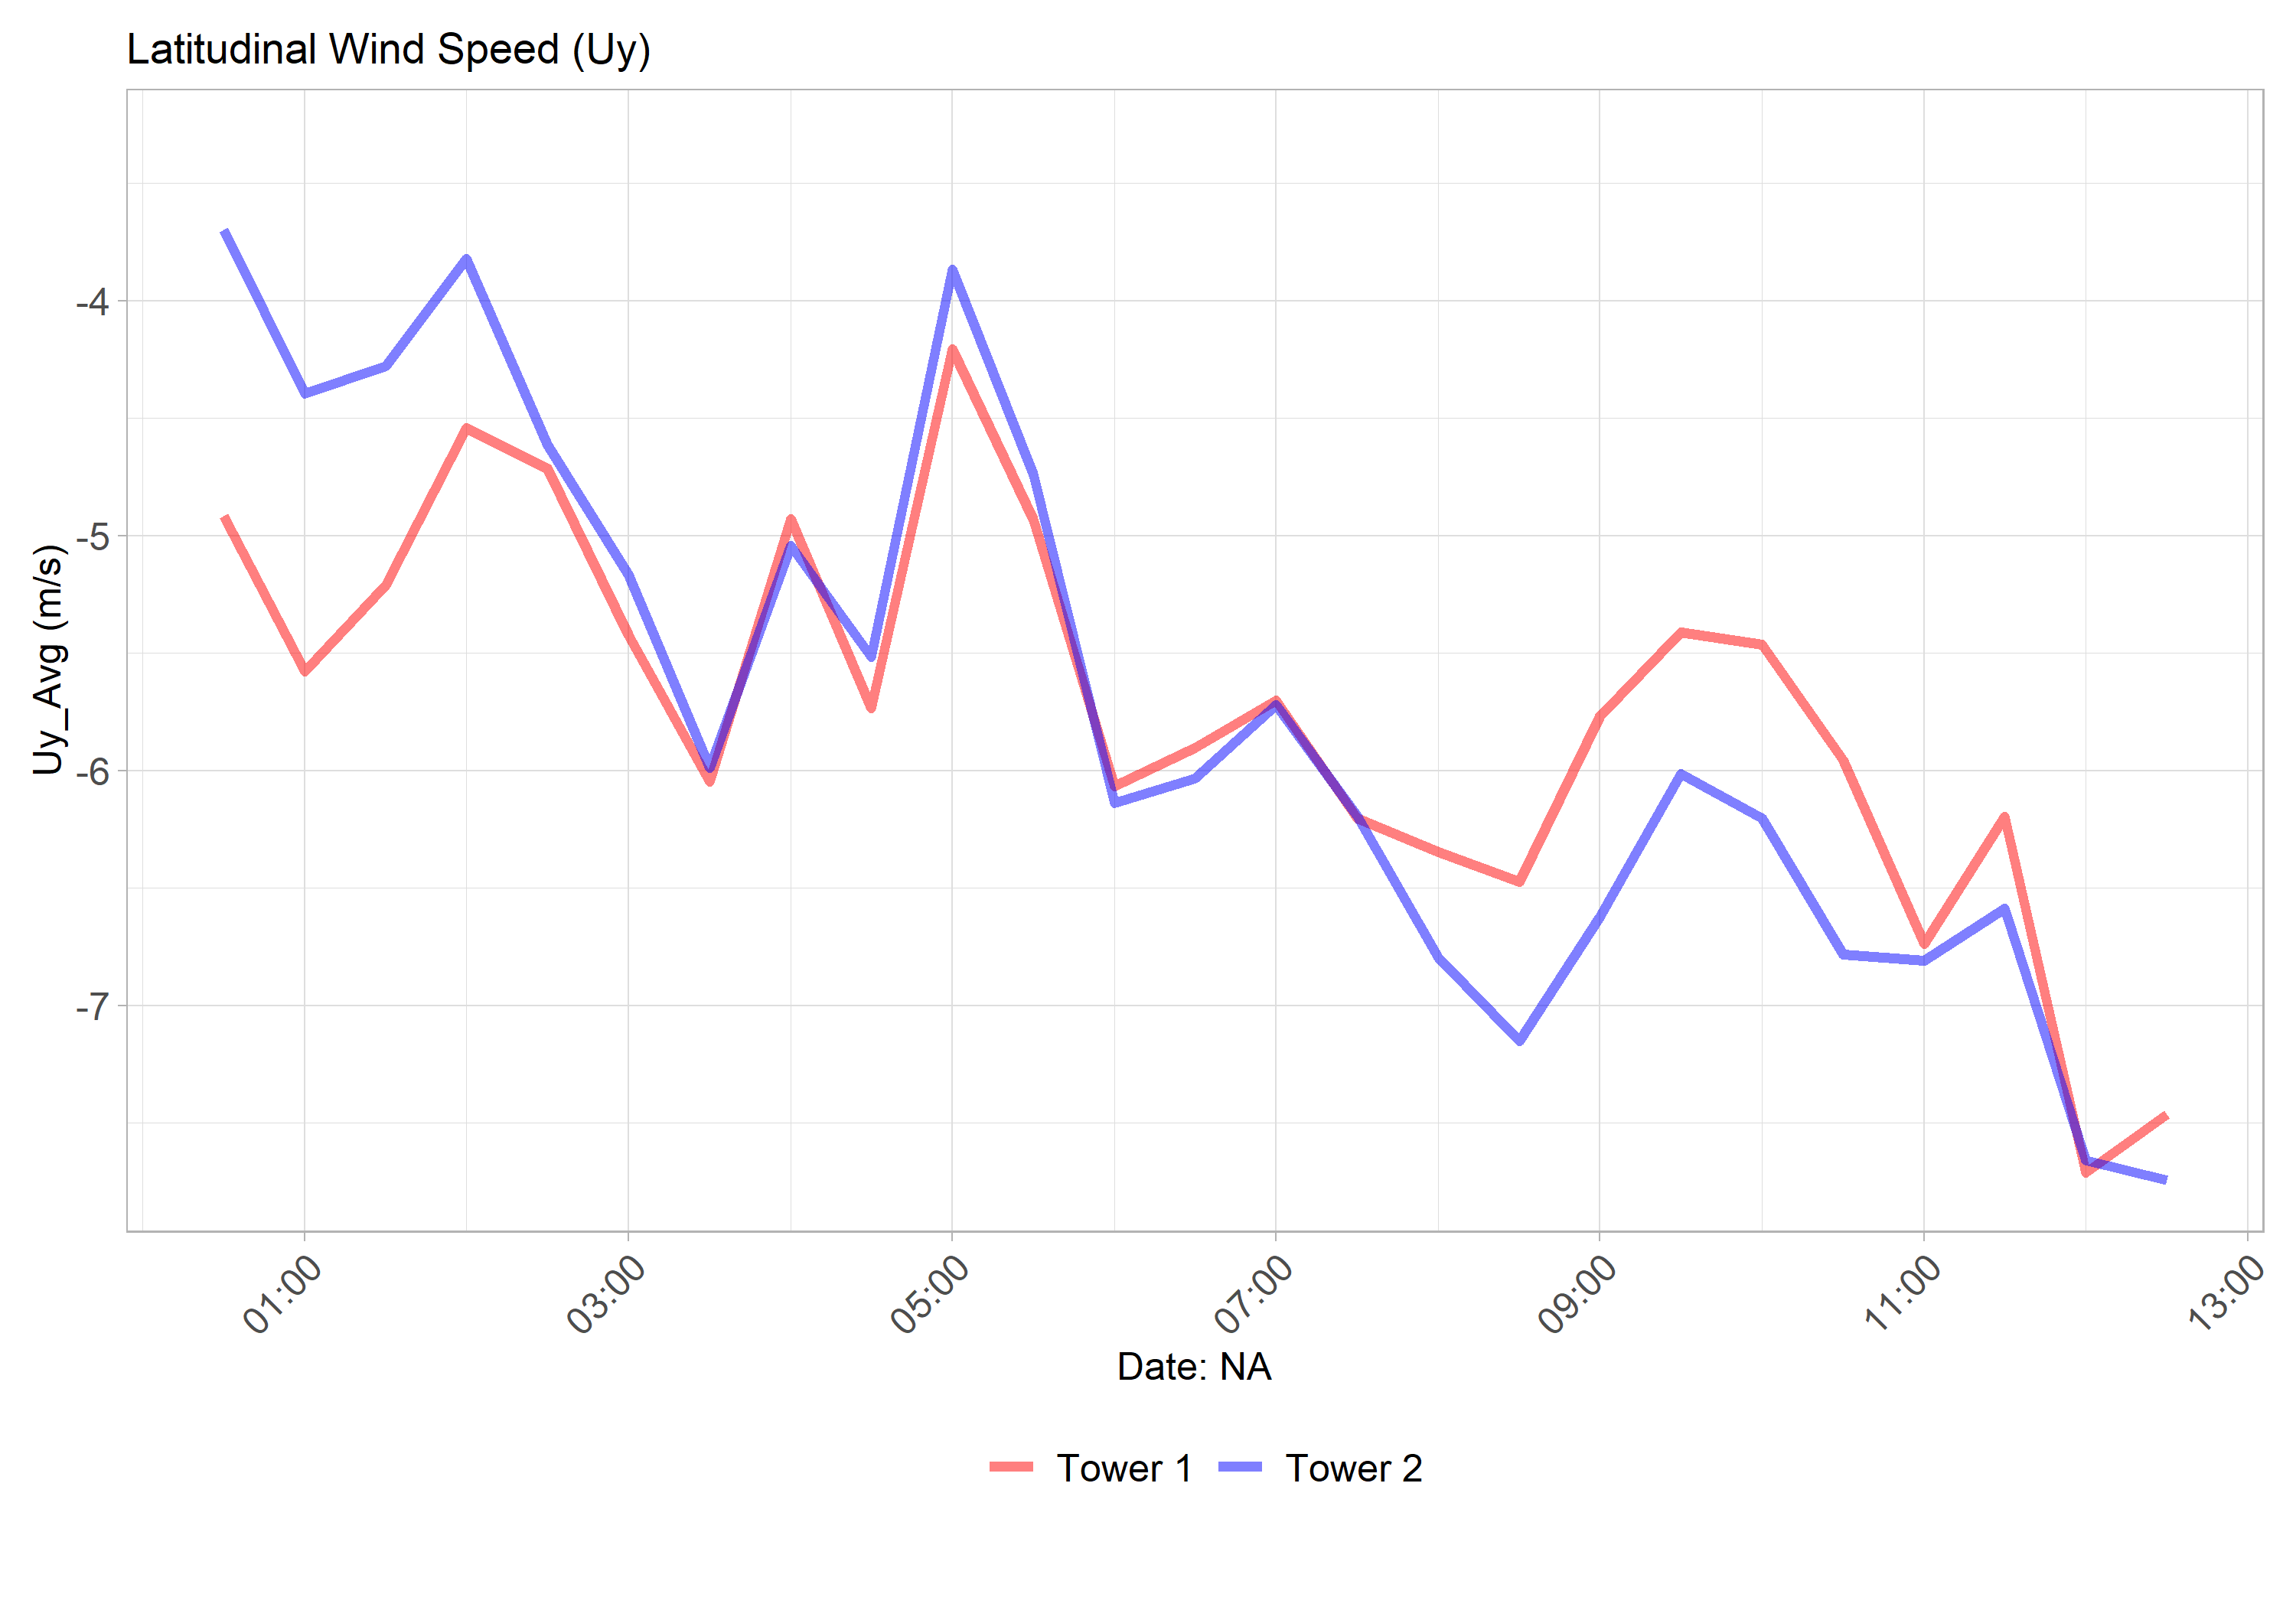 Latitudinal Wind Speed (Uy)
Uy_Avg (m/s)
-4
-5
-6
-7
01:00 03:00 05:00 07:00 09:00 11:00 13:00
Date: NA
Tower 1 Tower 2